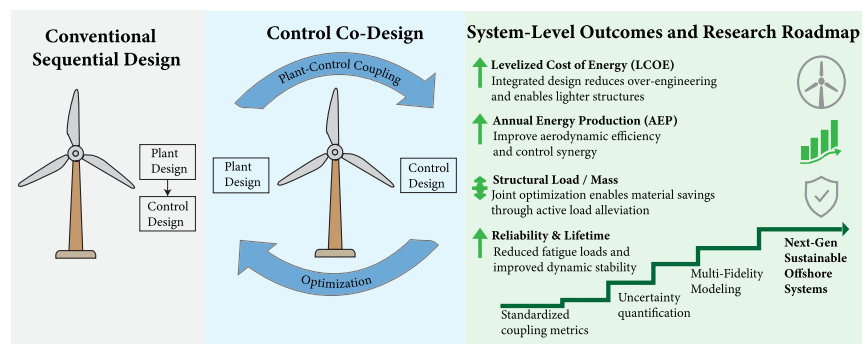 Conventional
Sequential Design
Plant
Design
Control
Design
Control Co-Design
Plant-Control Coupling
Plant
Design
Control
Design
Optimization
System-Level Outcomes and Research Roadmap
Levelized Cost of Energy (LCOE)
Integrated design reduces over-engineering
and enables lighter structures
Annual Energy Production (AEP)
Improve aerodynamic efficiency
and control synergy
Structural Load / Mass
Joint optimization enables material savings
through active load alleviation
Reliability & Lifetime
Reduced fatigue loads and
improved dynamic stability
Standardized
coupling metrics
Uncertainty
quantification
Multi-Fidelity
Modeling
Next-Gen
Sustainable
Offshore
Systems